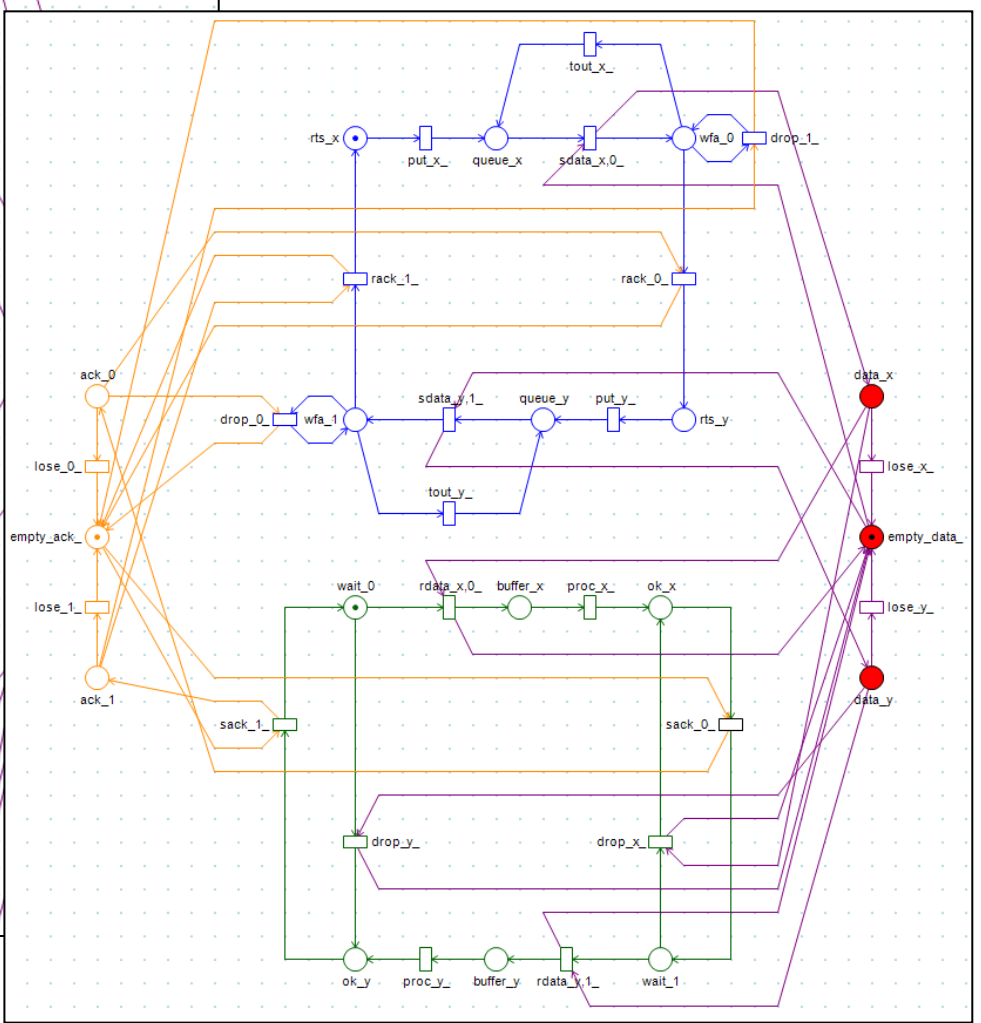 tout_x_
rts_x
put_x_
queue_x
sdata_x,0_
wfa_0
drop_1_
rack_1_
rack_0_
ack_0
data_x
drop_0_
wfa_1
sdata_y,1_
queue_y
put_y_
rts_y
lose_0_
lose_x_
tout_y_
empty_ack_
empty_data_
wait_0
rdata_x,0_
buffer_x
proc_x_
ok_x
lose_1_
lose_y_
ack_1
data_y
sack_1_
sack_0_
drop_y_
drop_x_
ok_y
proc_y_
buffer_y
rdata_y,1_
wait_1